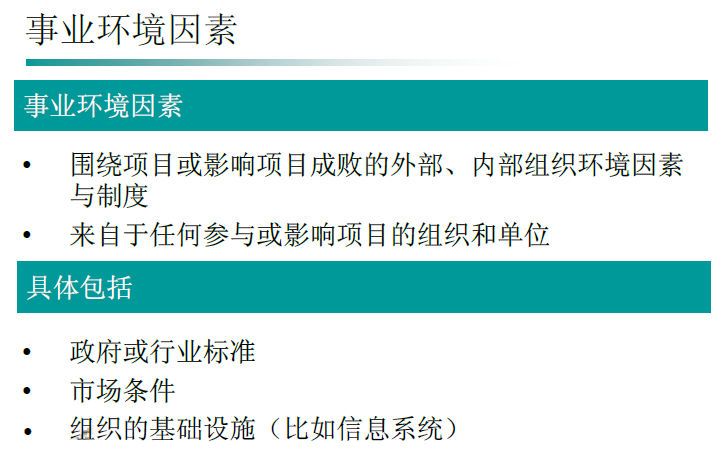 事业环境因素
事业环境因素
• 围绕项目或影响项目成败的外部、内部组织环境因素
与制度
• 来自于任何参与或影响项目的组织和单位
具体包括
• 政府或行业标准
• 市场条件
• 组织的基础设施（比如信息系统）